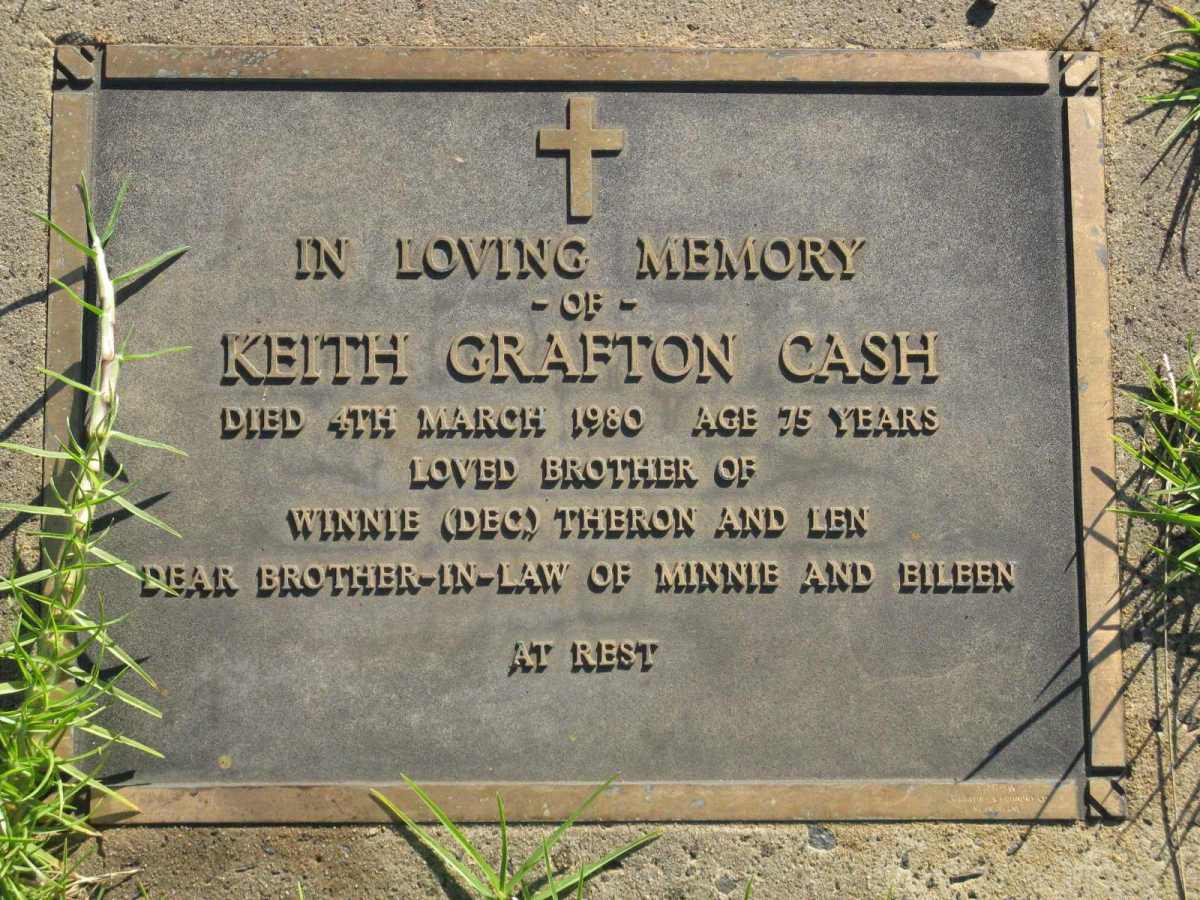 IN LOVING MEMORY
- OF -
KEITH GRAFTON CASH
DIED 4TH MARCH 1980 AGE 75 YEARS
LOVED BROTHER OF
WINNIE (DEC.) THERON AND LEN
DEAR BROTHER-IN-LAW OF MINNIE AND EILEEN
AT REST